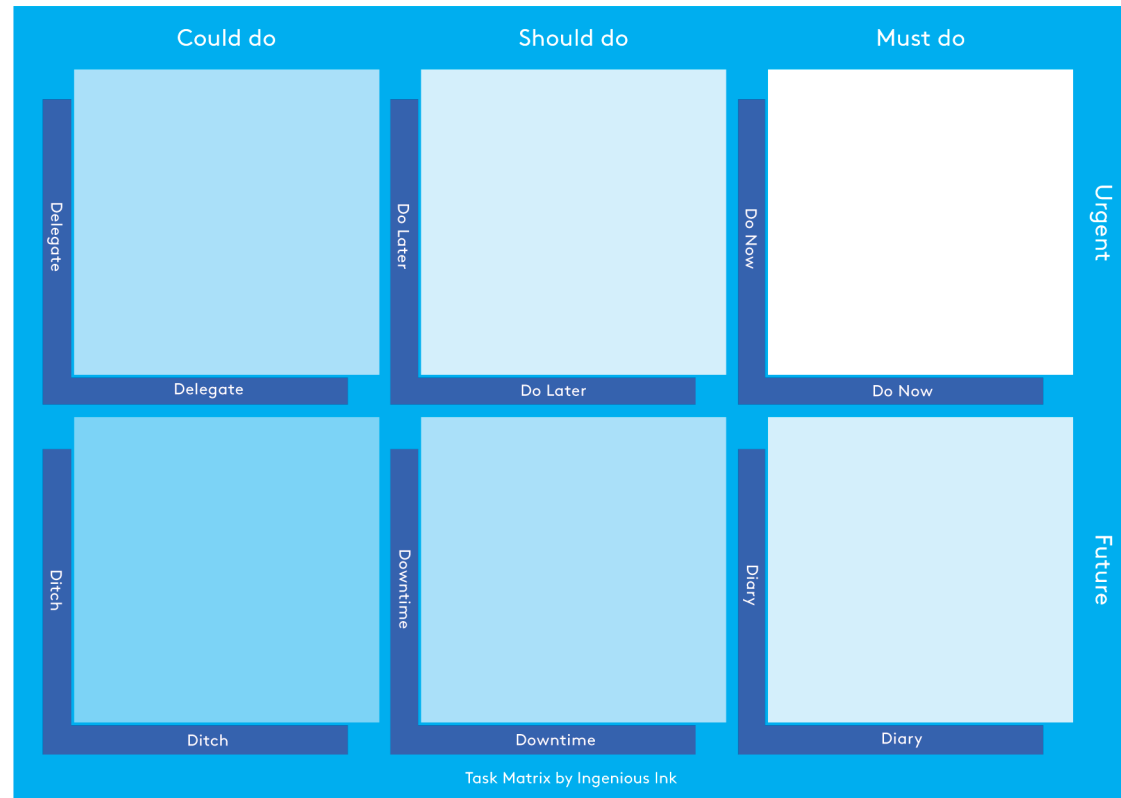 Could do
Should do
Must do
Delegate
Do Later
Do Now
Urgent
Delegate
Do Later
Do Now
Ditch
Downtime
Diary
Future
Ditch
Downtime
Diary
Task Matrix by Ingenious Ink